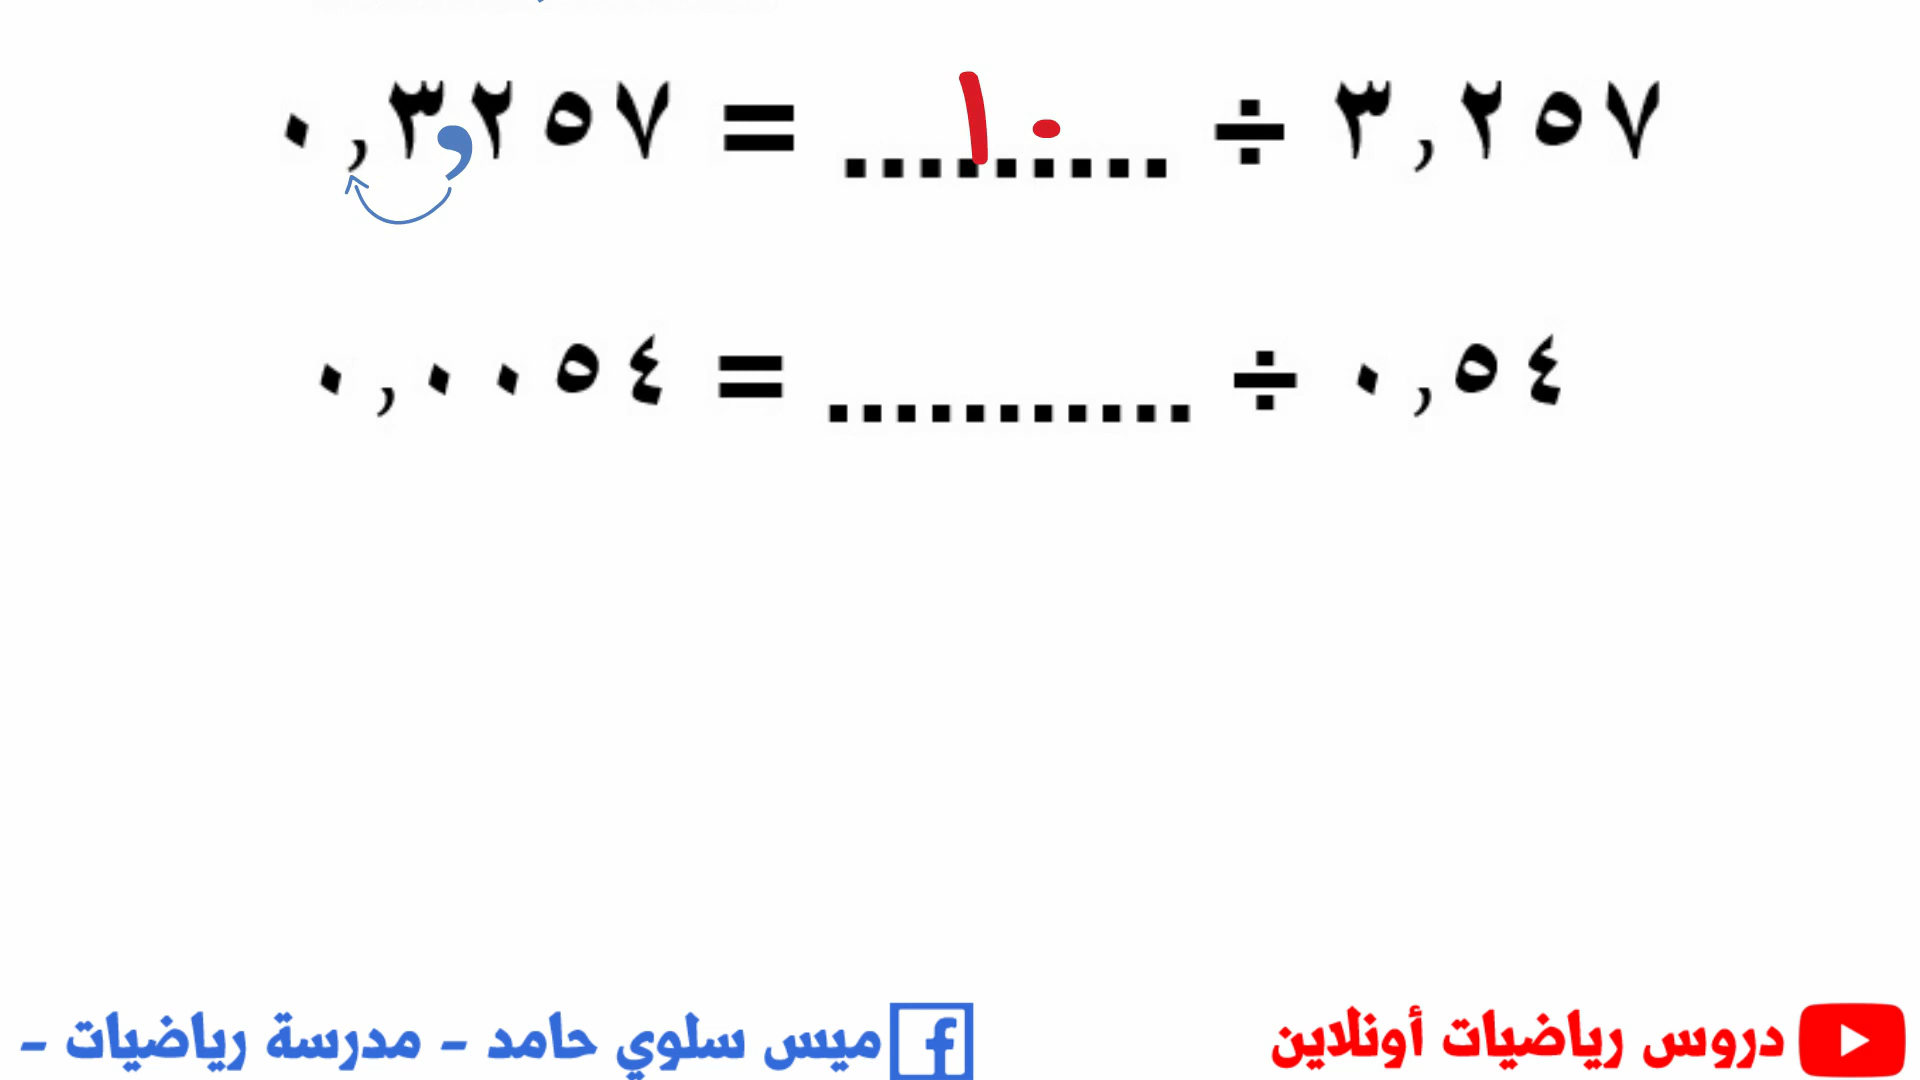 ٣,٢٥٧ ÷ ١٠ ......... = ٠,٣٢٥٧
٠,٥٤ ÷ ........... = ٠,٠٠٥٤
دروس رياضيات أونلاين
ميس سلوي حامد - مدرسة رياضيات -